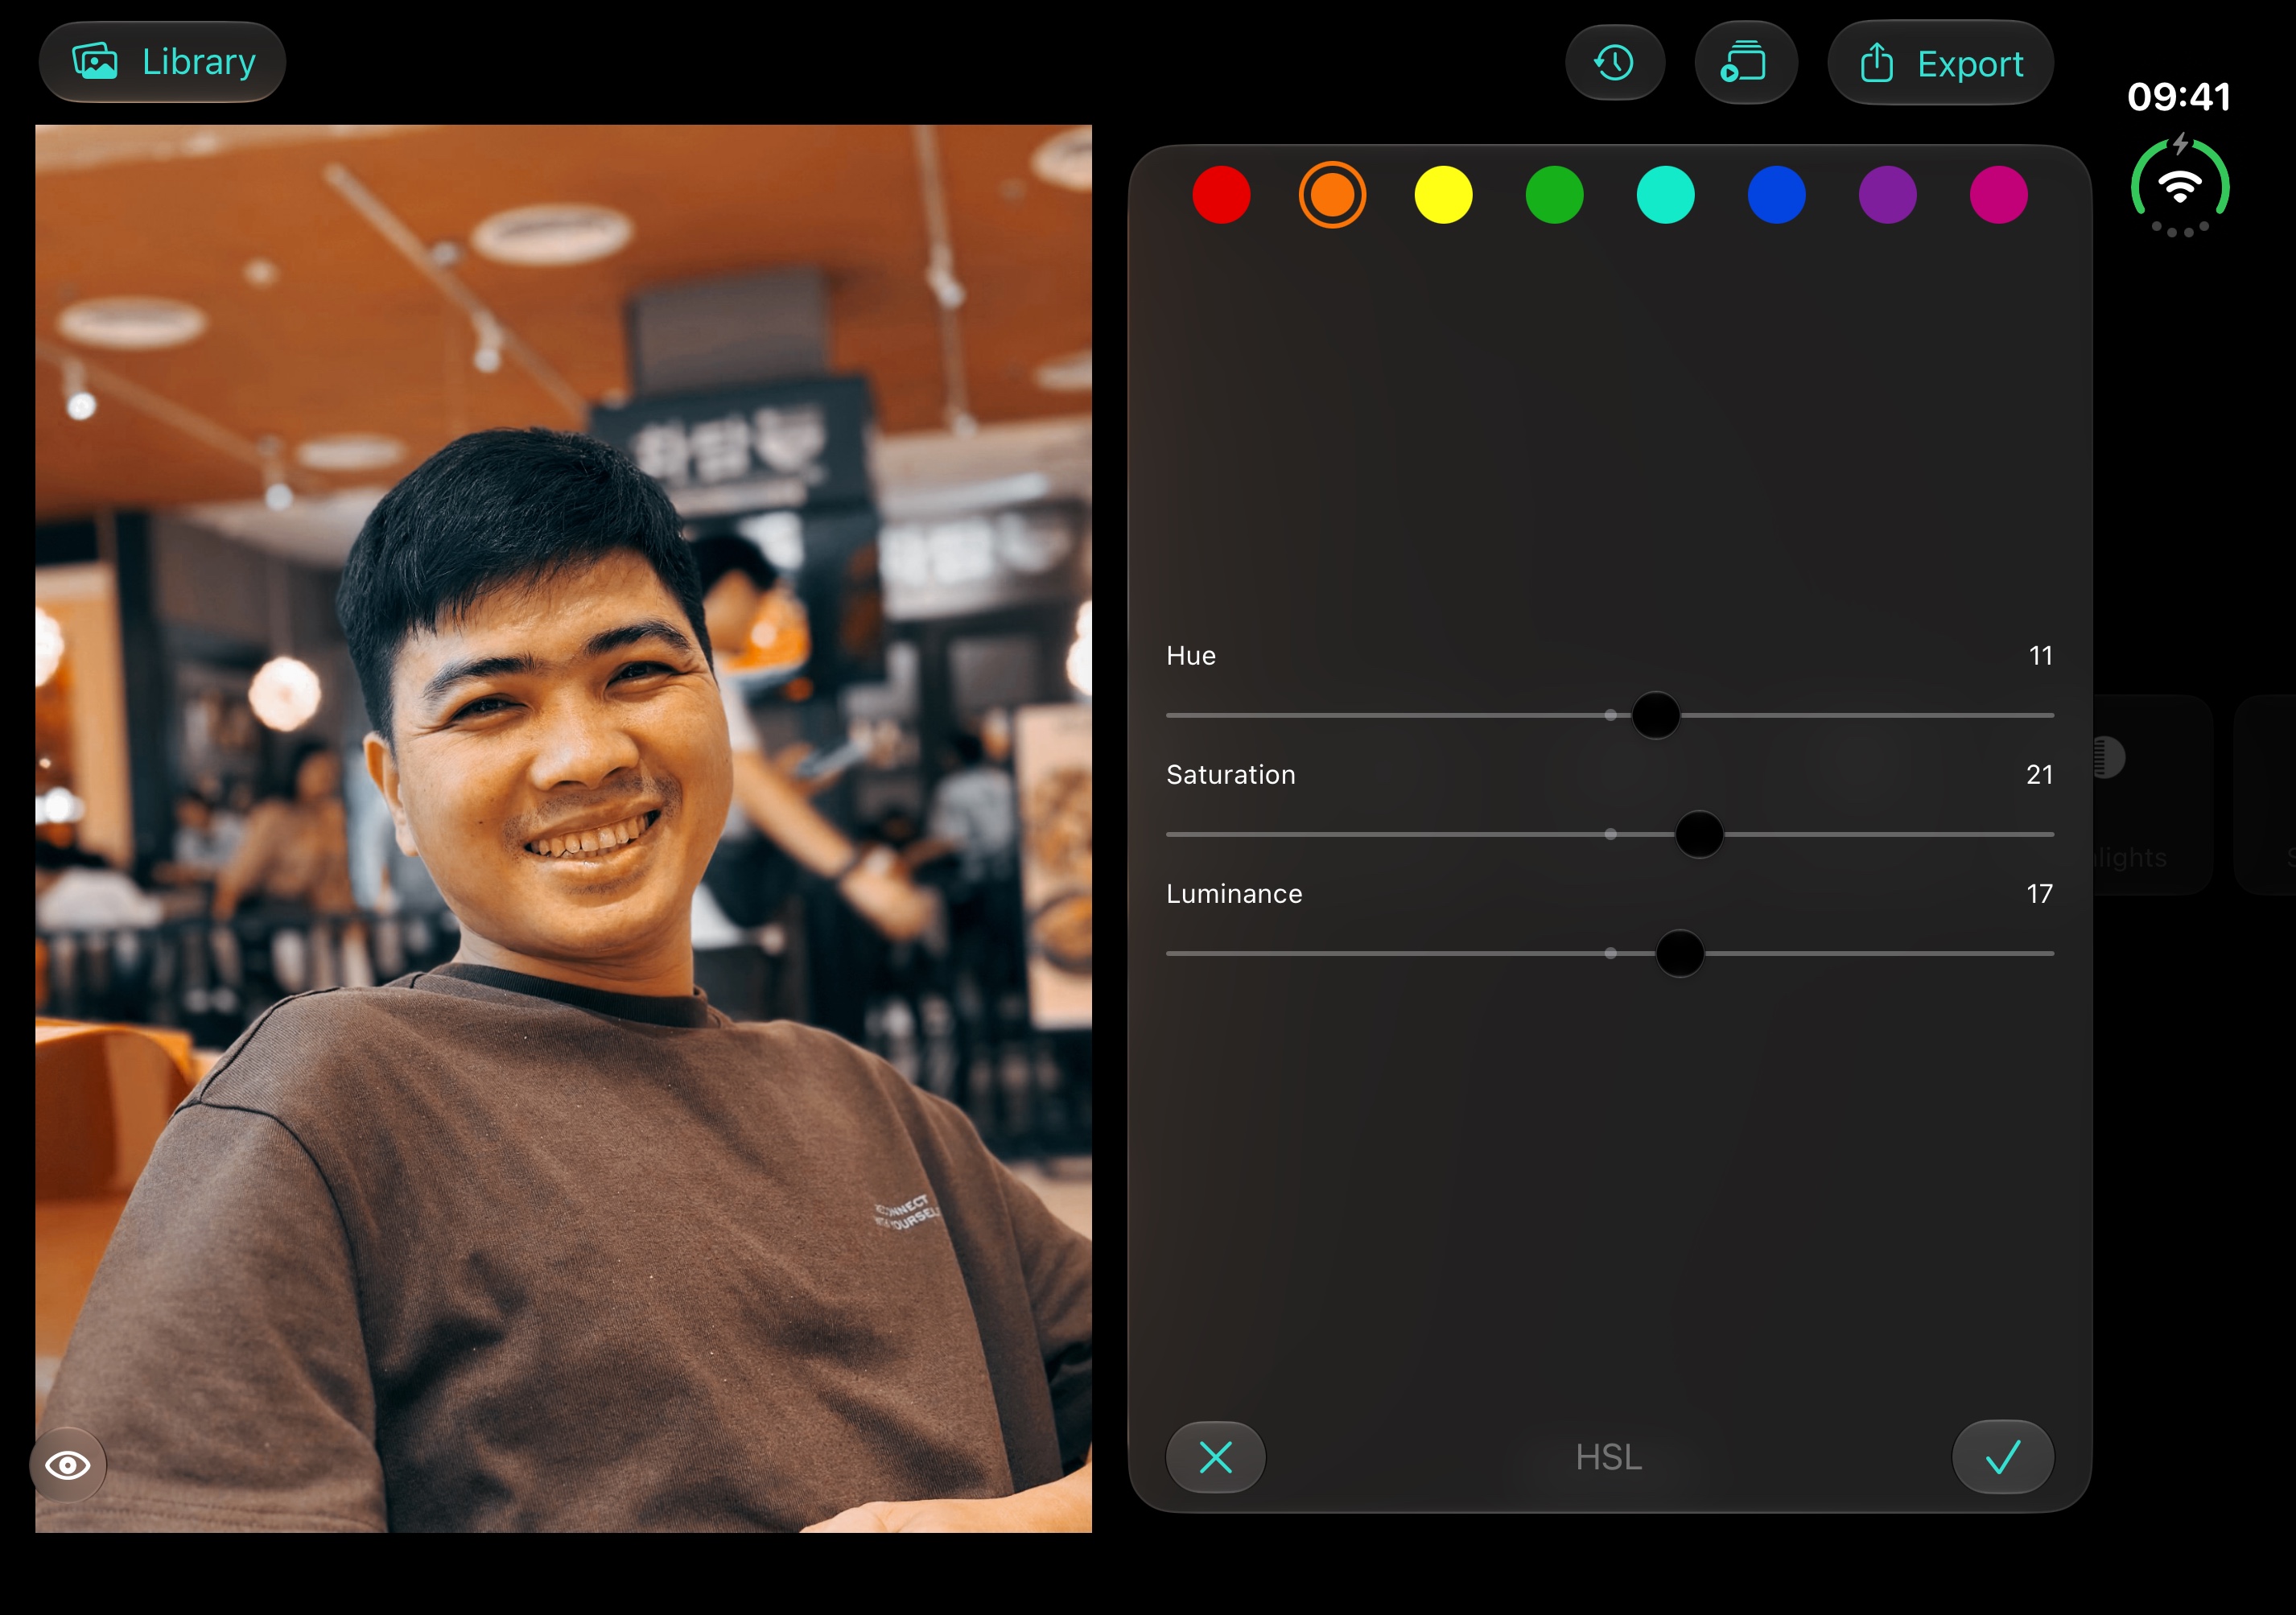 Library
Export
09:41
Hue
11
Saturation
21
Luminance
17
HSL